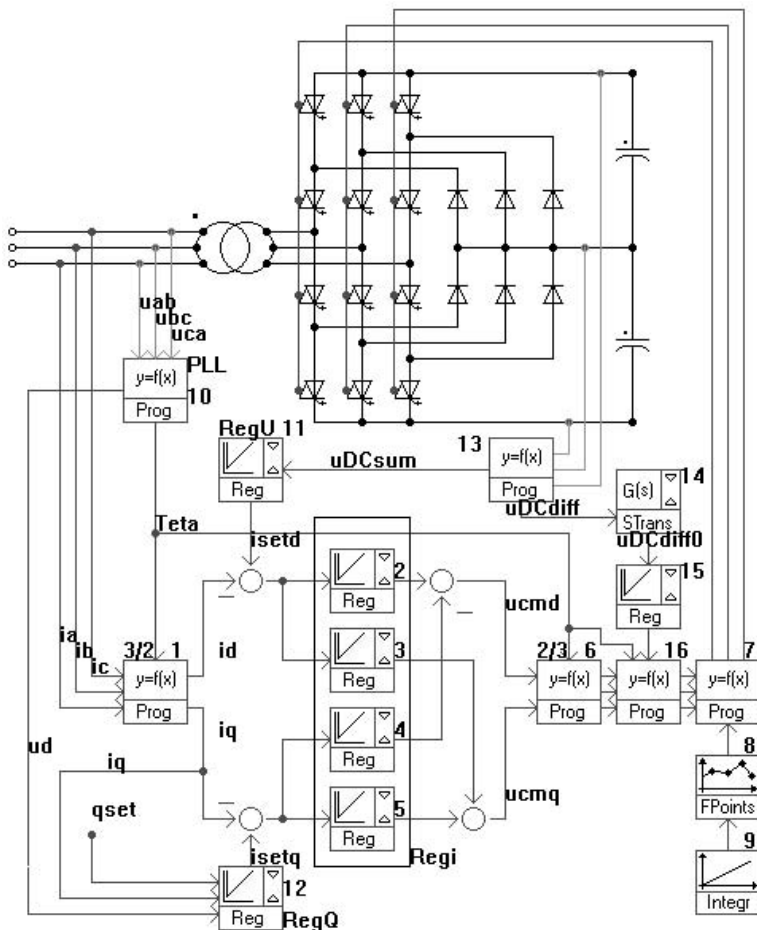 uab
ubc
uca
PLL
y=f(x)
10
Prog
RegU 11
Reg
uDCsum
13
y=f(x)
Prog
uDCdiff
14
G(s)
STrans
uDCdiff0
15
Reg
Teta
isetd
2
Reg
ucmd
ia
ib
ic
3/2
1
y=f(x)
Prog
id
3
Reg
2/3
6
y=f(x)
Prog
16
y=f(x)
Prog
7
y=f(x)
Prog
ud
iq
iq
4
Reg
8
FPoints
qset
5
Reg
ucmq
isetq
Regi
9
Integr
12
Reg
RegQ